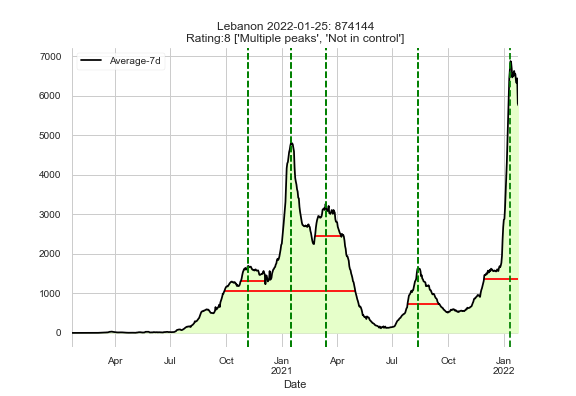 Lebanon 2022-01-25: 874144
Rating:8 ['Multiple peaks', 'Not in control']
Average-7d
7000
6000
5000
4000
3000
2000
1000
0
Apr Jul Oct Jan Apr Jul Oct Jan
2021 2022
Date